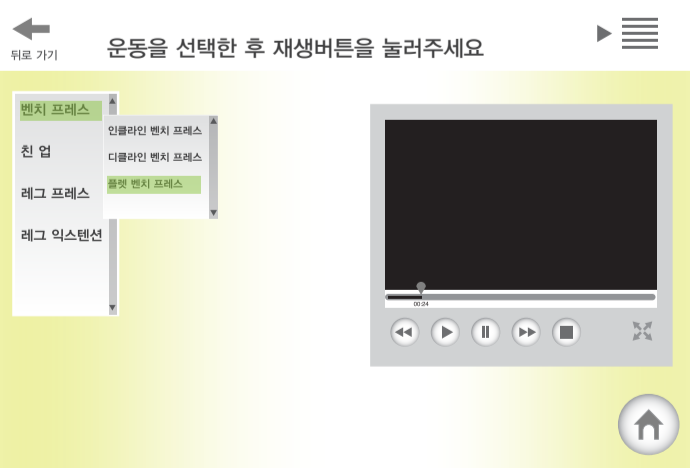 뒤로 가기
운동을 선택한 후 재생버튼을 눌러주세요
벤치 프레스
친 업
레그 프레스
레그 익스텐션
인클라인 벤치 프레스
디클라인 벤치 프레스
플렛 벤치 프레스
00:24